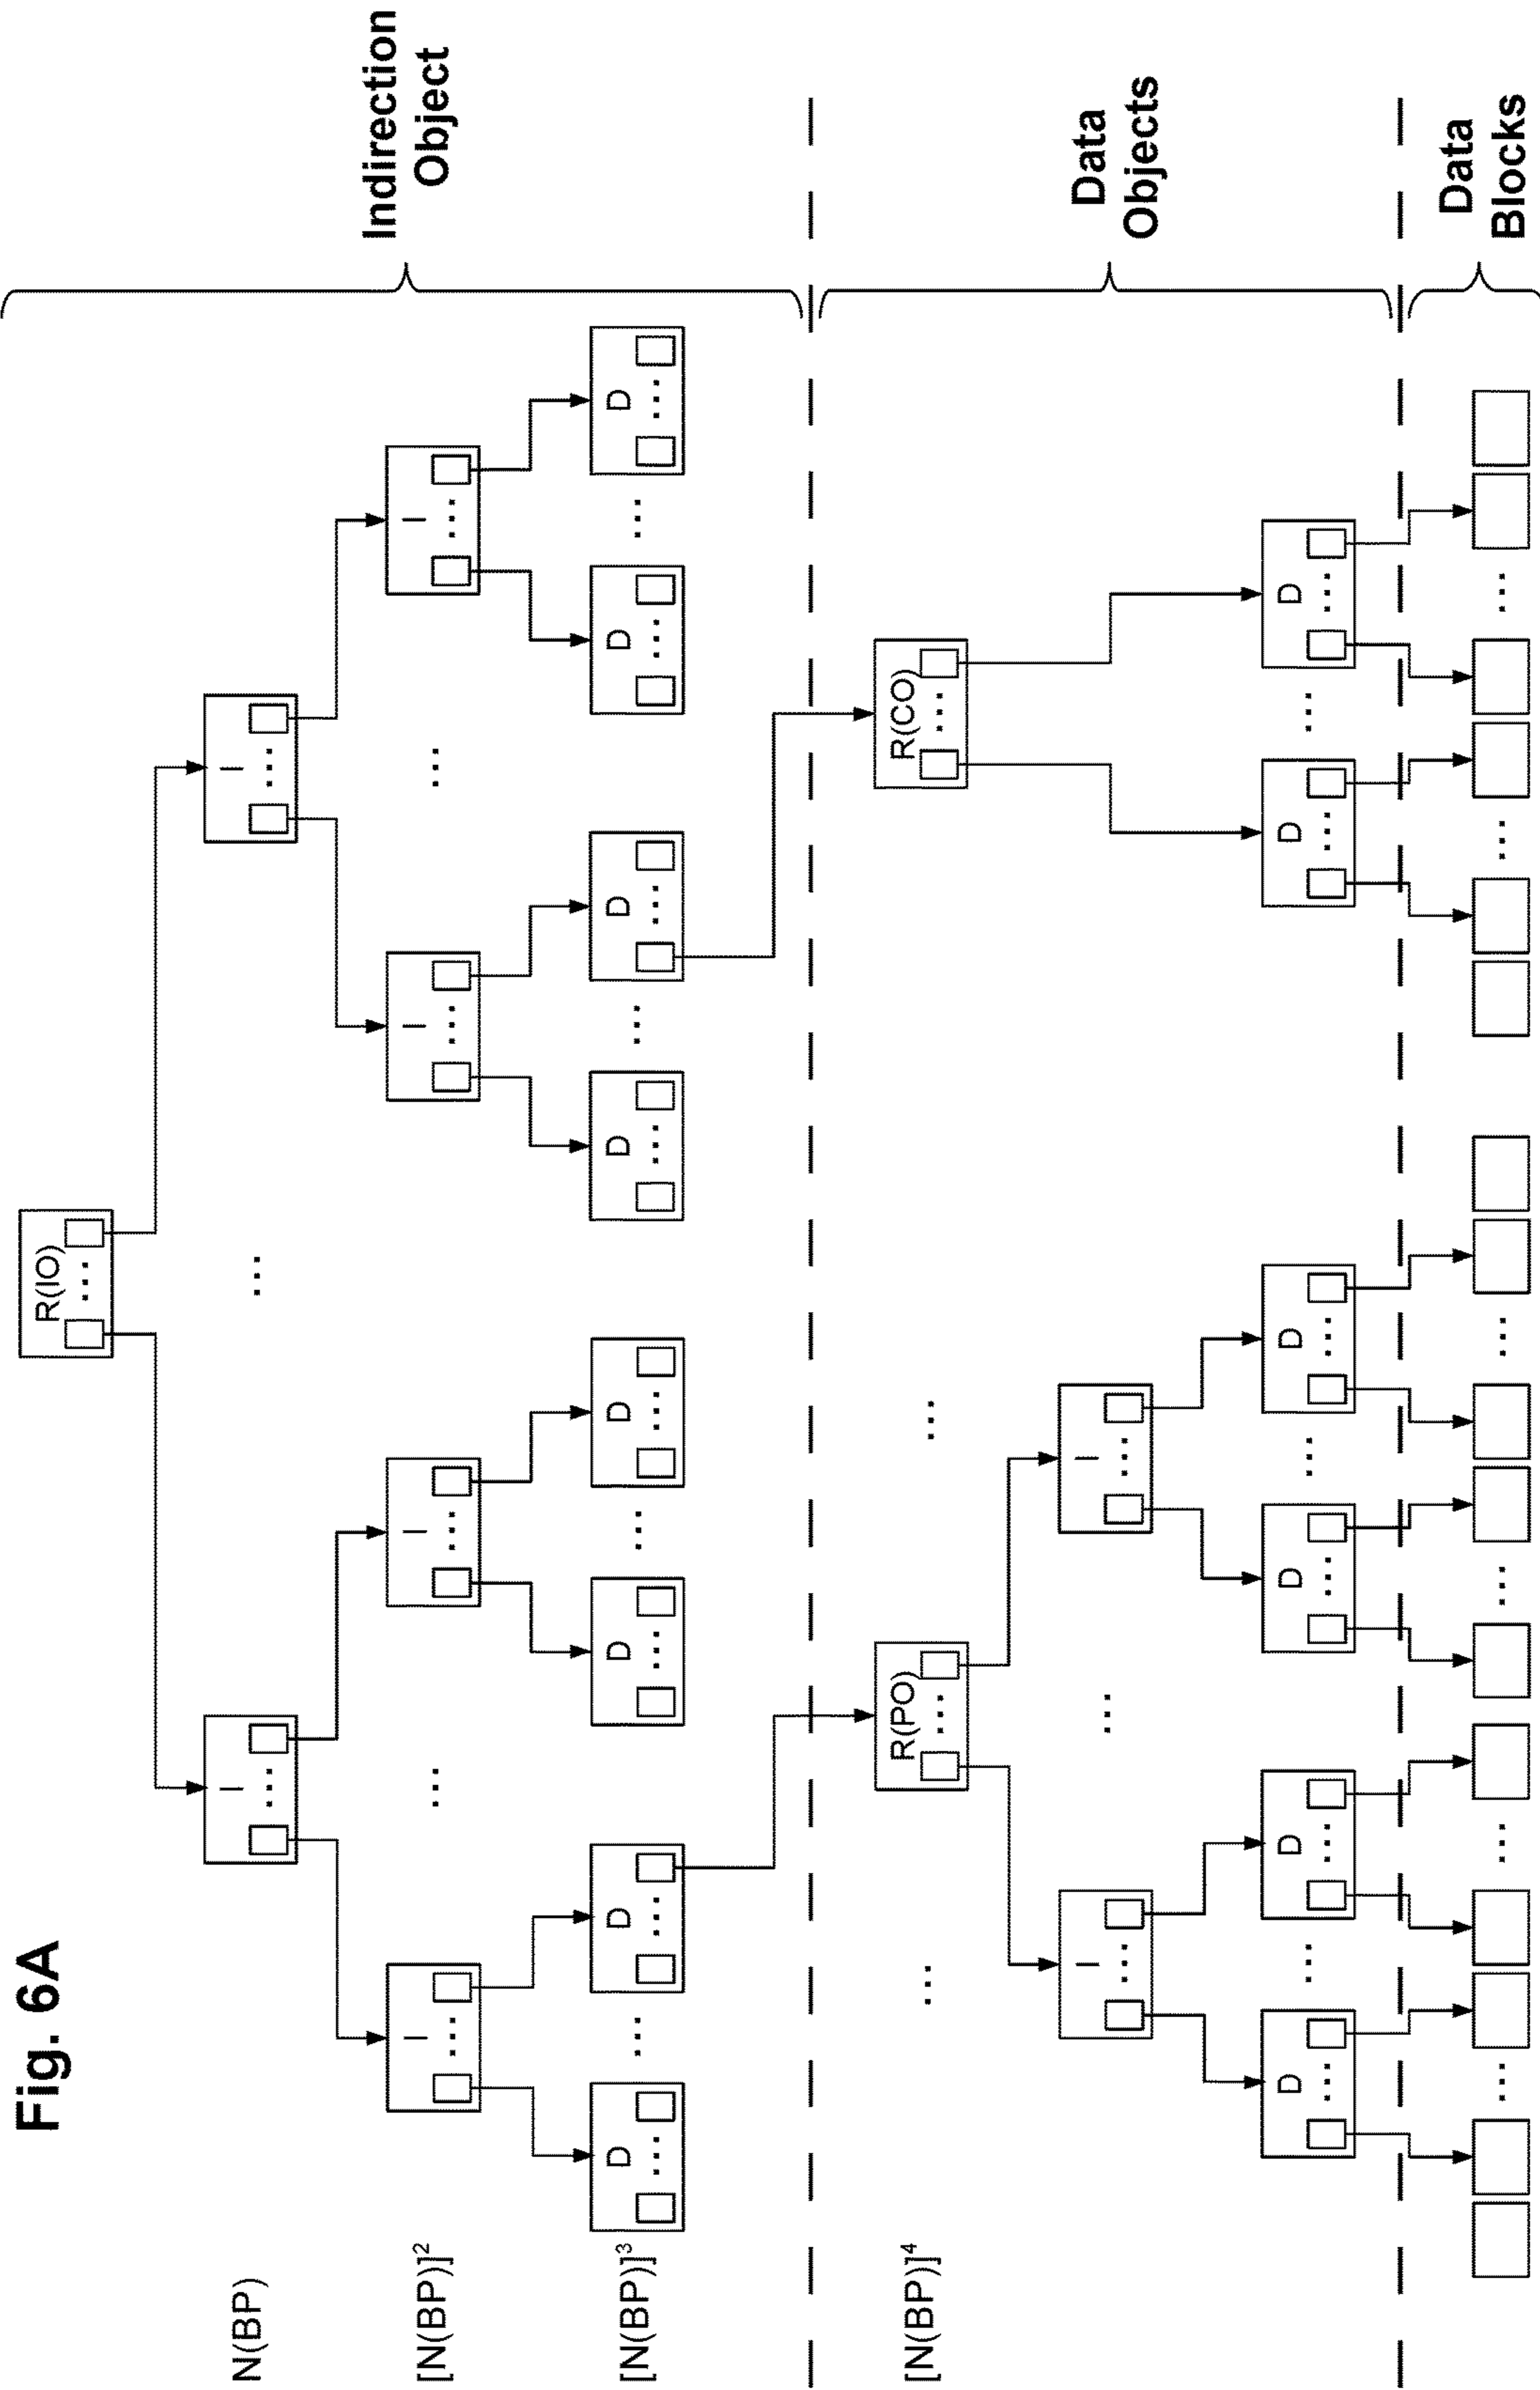 Fig. 6A
R(IO)
N(BP)
I
I
Indirection
Object
[N(BP)]²
I
I
I
I
[N(BP)]³
D
D
D
D
D
D
D
D
[N(BP)]⁴
R(PO)
R(CO)
Data
Objects
I
I
D
D
D
D
D
D
Data
Blocks